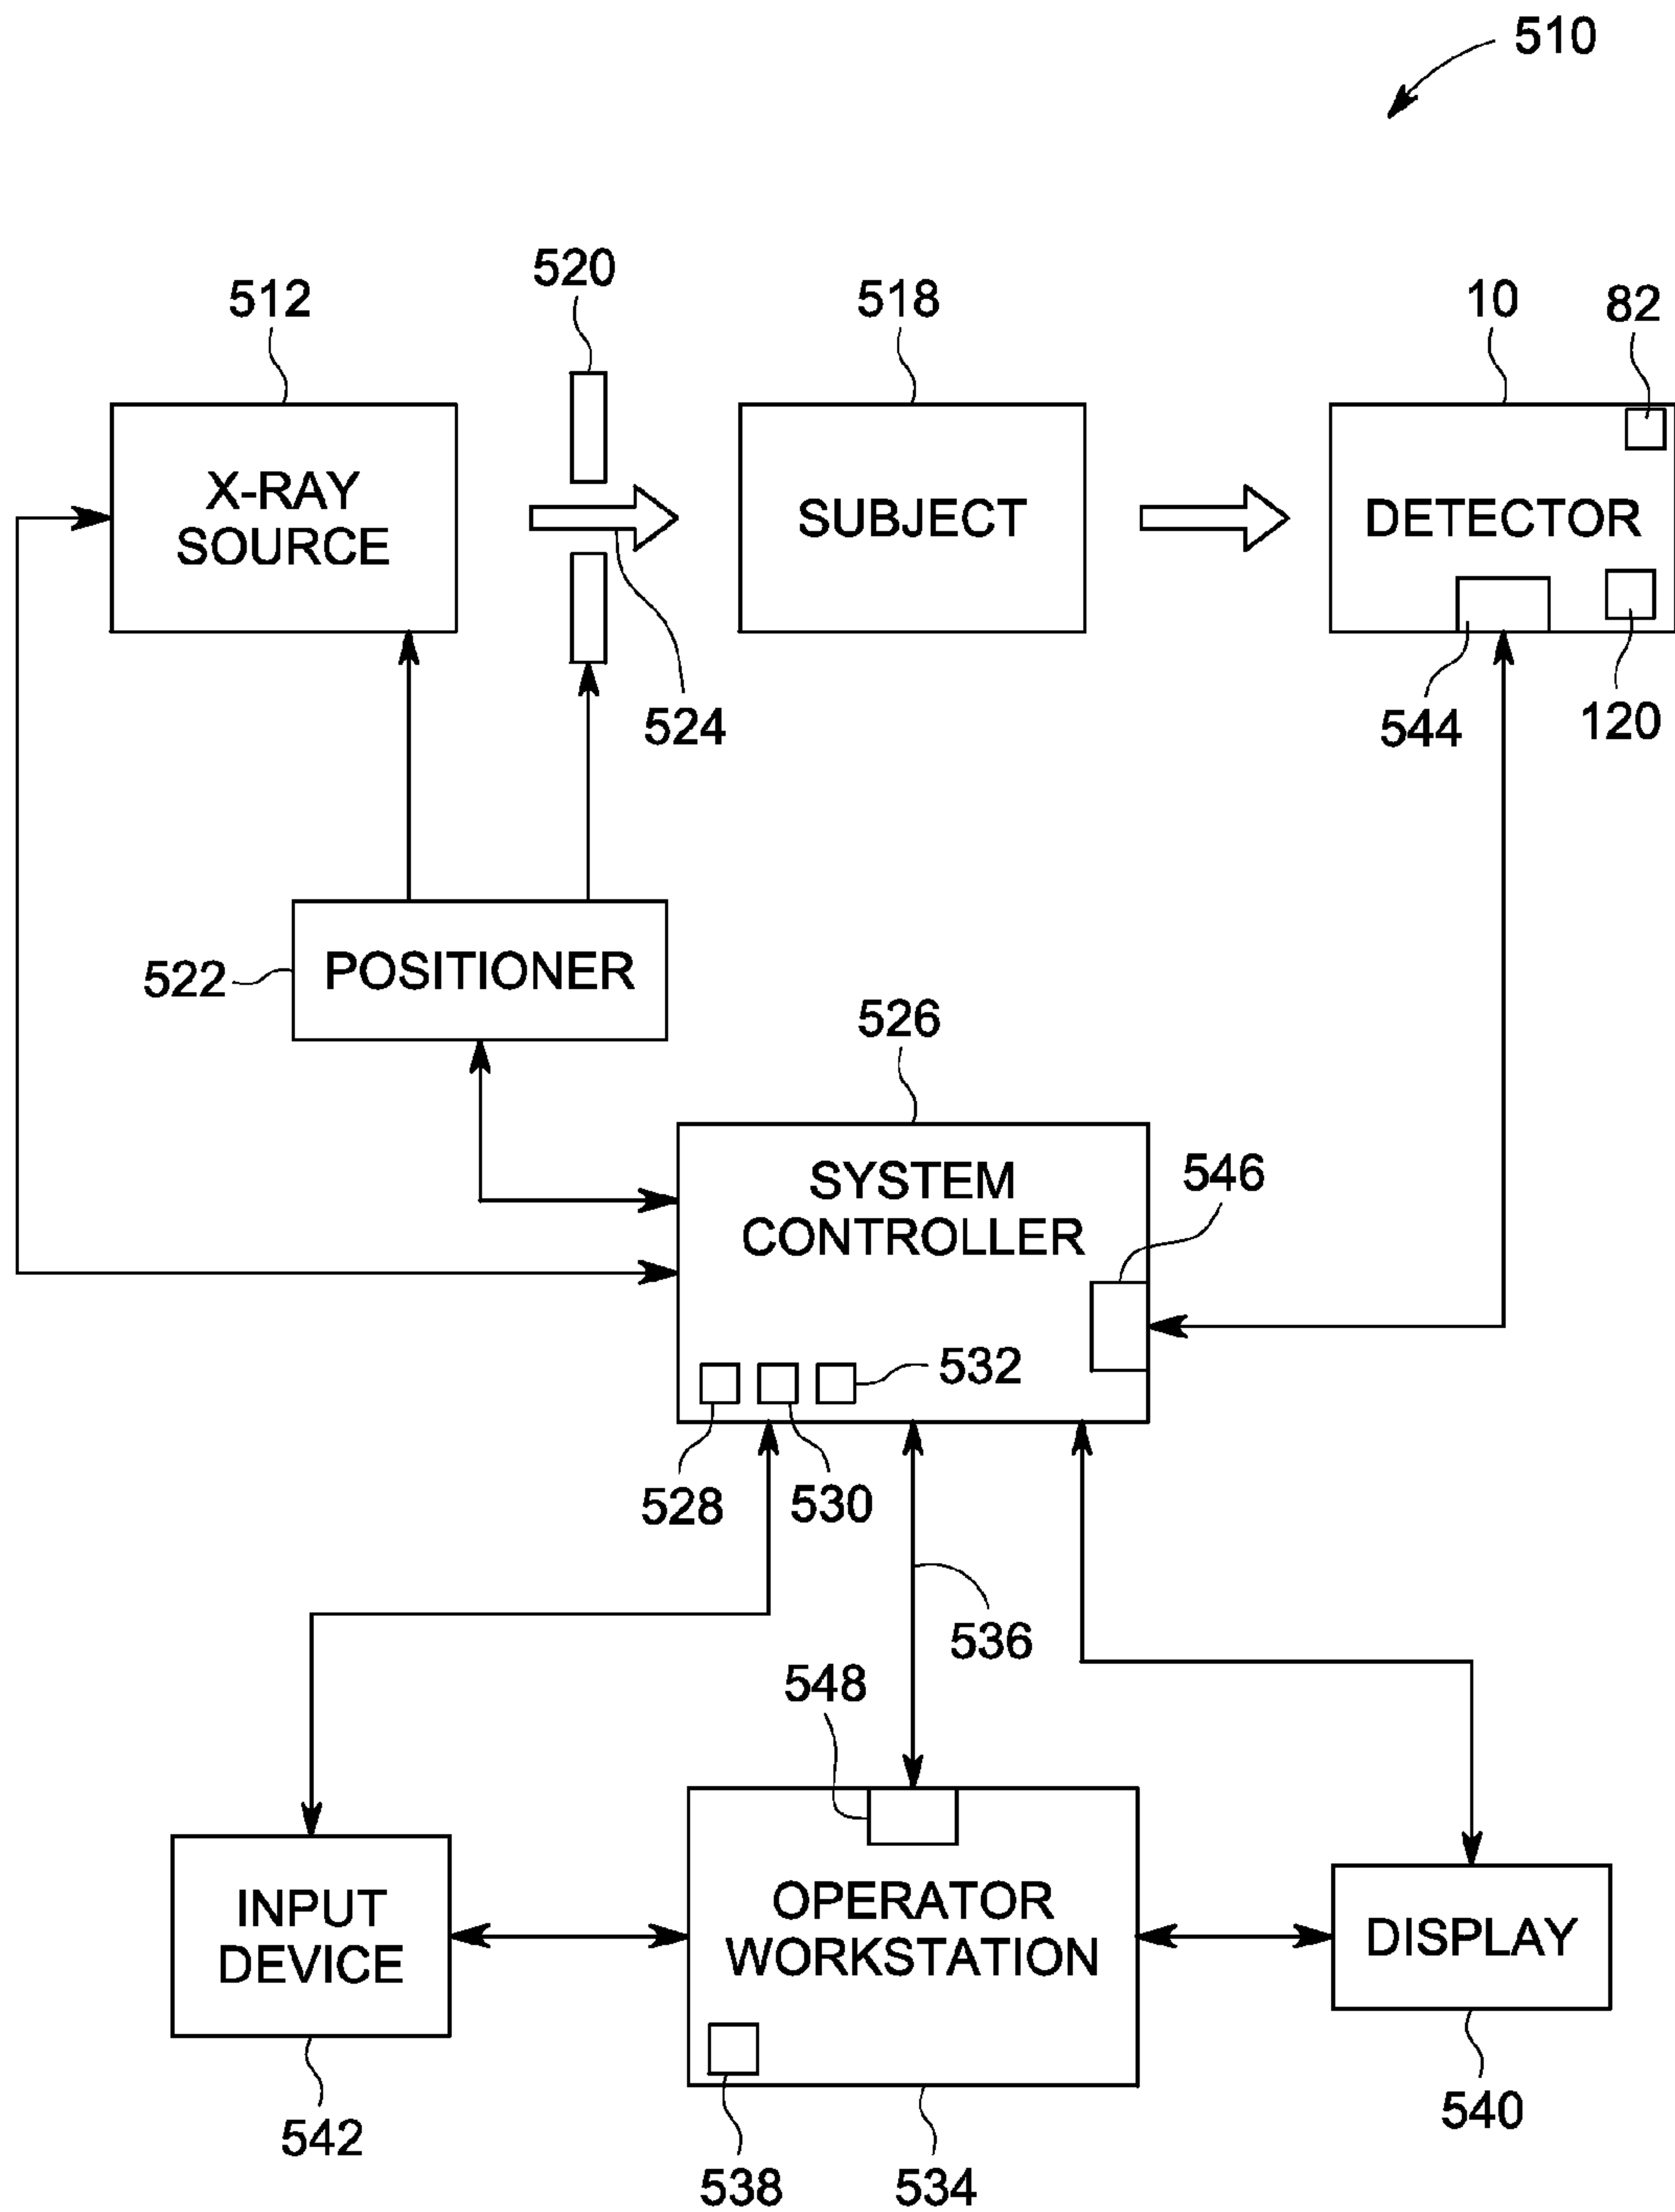 510
520
512
518
10
82
X-RAY
SOURCE
SUBJECT
DETECTOR
524
544
120
POSITIONER
522
526
SYSTEM
CONTROLLER
546
532
528
530
536
548
INPUT
DEVICE
OPERATOR
WORKSTATION
DISPLAY
542
538
534
540